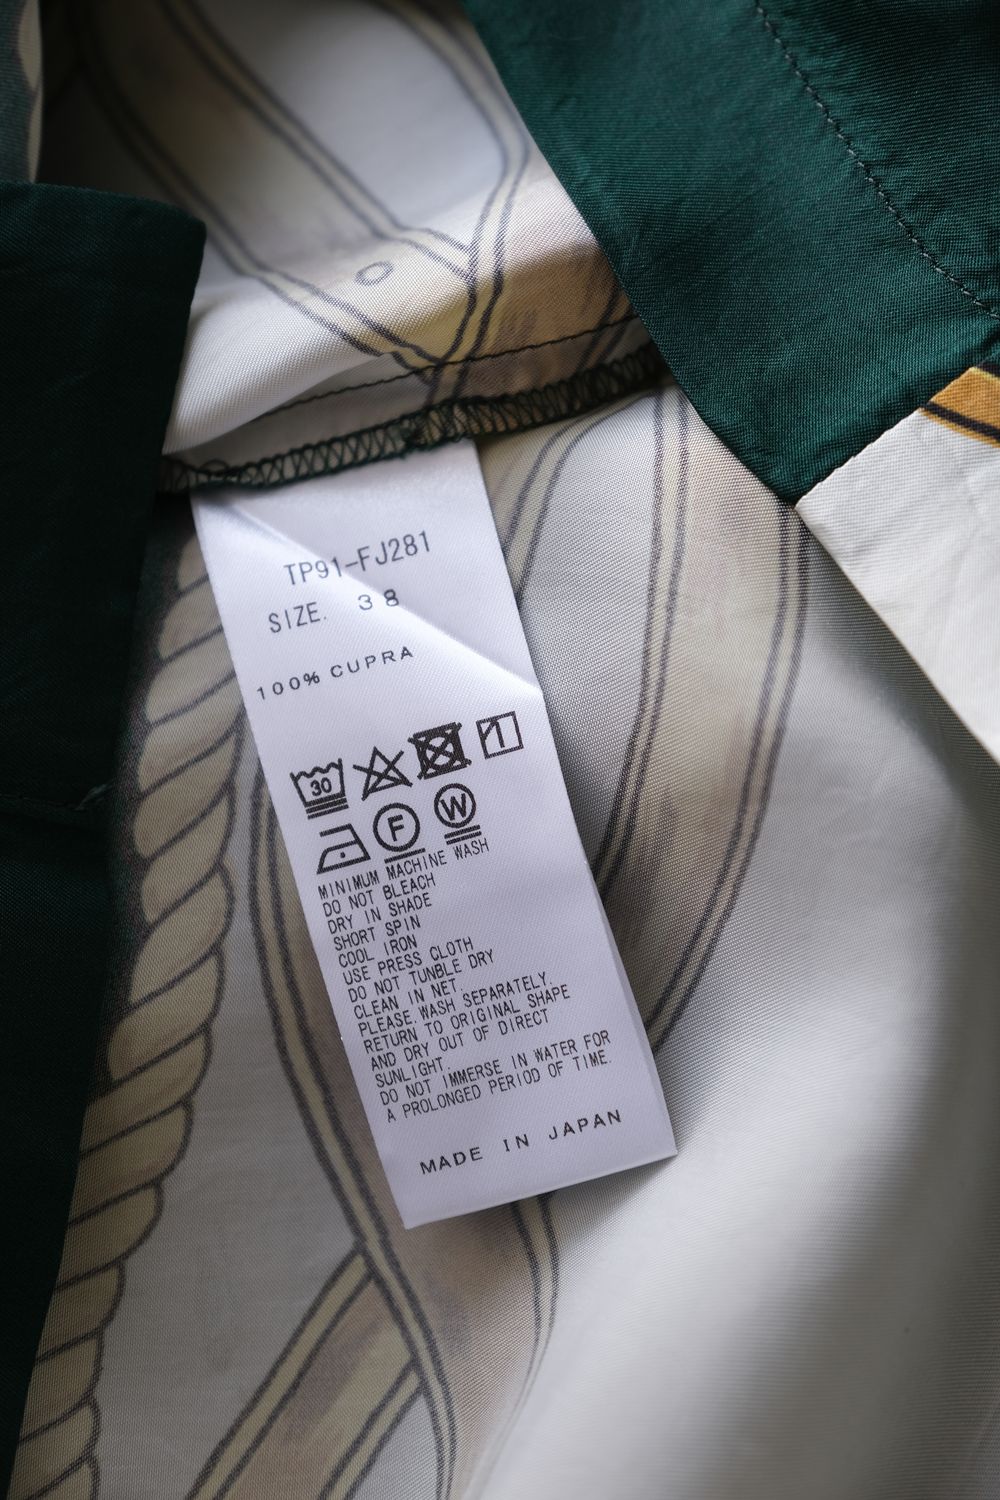 TP91-FJ281
SIZE. 38
100% CUPRA
30
F W
MINIMUM MACHINE WASH
DO NOT BLEACH
DRY IN SHADE
SHORT SPIN
COOL IRON
USE PRESS CLOTH
DO NOT TUNBLE DRY
CLEAN IN NET.
PLEASE.WASH SEPARATELY.
RETURN TO ORIGINAL SHAPE
AND DRY OUT OF DIRECT
SUNLIGHT.
DO NOT IMMERSE IN WATER FOR
A PROLONGED PERIOD OF TIME.
MADE IN JAPAN